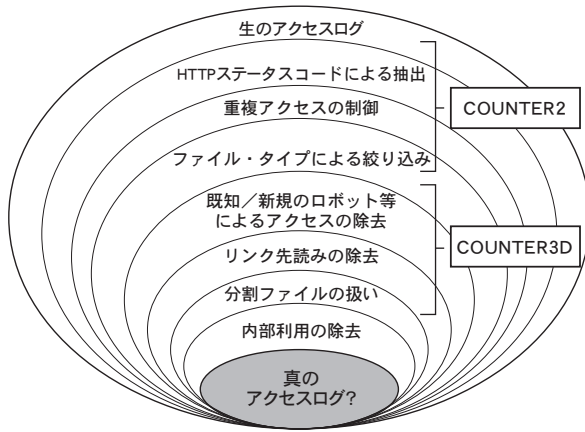 生のアクセスログ
HTTPステータスコードによる抽出
重複アクセスの制御
COUNTER2
ファイル・タイプによる絞り込み
既知／新規のロボット等
によるアクセスの除去
COUNTER3D
リンク先読みの除去
分割ファイルの扱い
内部利用の除去
真の
アクセスログ?